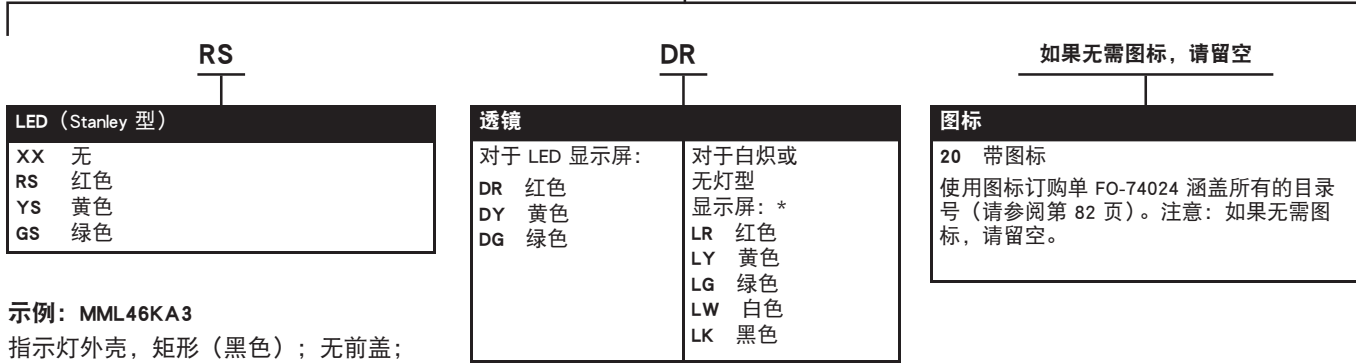 RS
DR
如果无需图标，请留空
LED（Stanley 型）
XX 无
RS 红色
YS 黄色
GS 绿色
透镜
对于 LED 显示屏：
DR 红色
DY 黄色
DG 绿色
对于白炽或
无灯型
显示屏：*
LR 红色
LY 黄色
LG 绿色
LW 白色
LK 黑色
图标
20 带图标
使用图标订购单 FO-74024 涵盖所有的目录
号（请参阅第 82 页）。注意：如果无需图
标，请留空。
示例：MML46KA3
指示灯外壳，矩形（黑色）；无前盖；